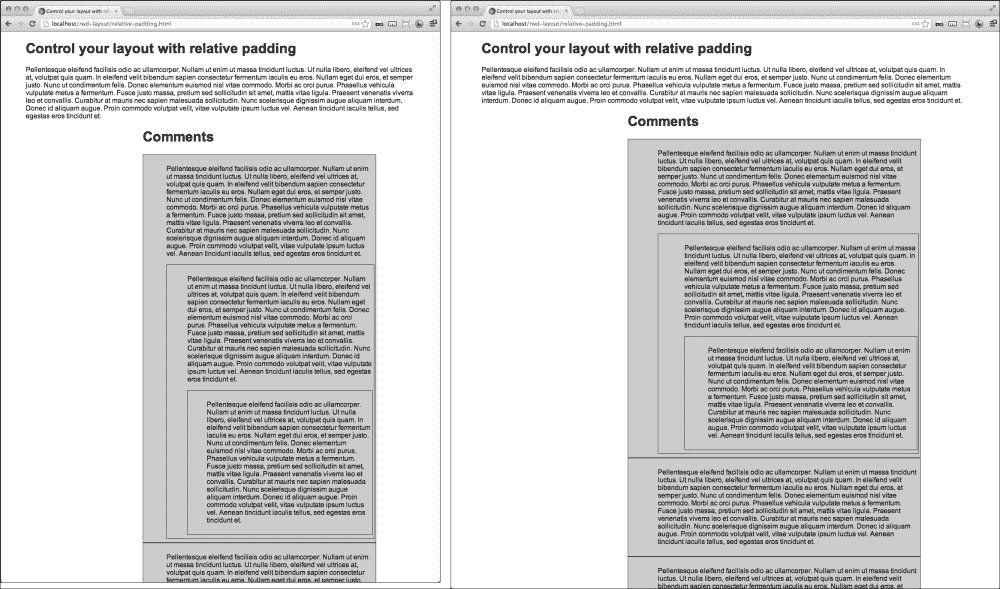 Control your layout with rel
localhost/rwd-layout/relative-padding.html
Control your layout with relative padding
Pellentesque eleifend facilisis odio ac ullamcorper. Nullam ut enim ut massa tincidunt luctus. Ut nulla libero, eleifend vel ultrices
at, volutpat quis quam. In eleifend velit bibendum sapien consectetur fermentum iaculis eu eros. Nullam eget dui eros, et semper
justo. Nunc ut condimentum felis. Donec elementum euismod nisl vitae commodo. Morbi ac orci purus. Phasellus vehicula
vulputate metus a fermentum. Fusce justo massa, pretium sed sollicitudin sit amet, mattis vitae ligula. Praesent venenatis viverra
leo et convallis. Curabitur at mauris nec sapien malesuada sollicitudin. Nunc scelerisque dignissim augue aliquam interdum.
Donec id aliquam augue. Proin commodo volutpat velit, vitae vulputate ipsum luctus vel. Aenean tincidunt iaculis tellus, sed
egestas eros tincidunt et.
Comments
Pellentesque eleifend facilisis odio ac ullamcorper. Nullam ut enim
ut massa tincidunt luctus. Ut nulla libero, eleifend vel ultrices at,
volutpat quis quam. In eleifend velit bibendum sapien consectetur
fermentum iaculis eu eros. Nullam eget dui eros, et semper justo.
Nunc ut condimentum felis. Donec elementum euismod nisl vitae
commodo. Morbi ac orci purus. Phasellus vehicula vulputate metus
a fermentum. Fusce justo massa, pretium sed sollicitudin sit amet,
mattis vitae ligula. Praesent venenatis viverra leo et convallis.
Curabitur at mauris nec sapien malesuada sollicitudin. Nunc
scelerisque dignissim augue aliquam interdum. Donec id aliquam
augue. Proin commodo volutpat velit, vitae vulputate ipsum luctus
vel. Aenean tincidunt iaculis tellus, sed egestas eros tincidunt et.
Pellentesque eleifend facilisis odio ac ullamcorper. Nullam
ut enim ut massa tincidunt luctus. Ut nulla libero, eleifend vel
ultrices at, volutpat quis quam. In eleifend velit bibendum
sapien consectetur fermentum iaculis eu eros. Nullam eget
dui eros, et semper justo. Nunc ut condimentum felis. Donec
elementum euismod nisl vitae commodo. Morbi ac orci
purus. Phasellus vehicula vulputate metus a fermentum.
Fusce justo massa, pretium sed sollicitudin sit amet, mattis
vitae ligula. Praesent venenatis viverra leo et convallis.
Curabitur at mauris nec sapien malesuada sollicitudin. Nunc
scelerisque dignissim augue aliquam interdum. Donec id
aliquam augue. Proin commodo volutpat velit, vitae vulputate
ipsum luctus vel. Aenean tincidunt iaculis tellus, sed egestas
eros tincidunt et.
Pellentesque eleifend facilisis odio ac ullamcorper.
Nullam ut enim ut massa tincidunt luctus. Ut nulla
libero, eleifend vel ultrices at, volutpat quis quam. In
eleifend velit bibendum sapien consectetur fermentum
iaculis eu eros. Nullam eget dui eros, et semper justo.
Nunc ut condimentum felis. Donec elementum
euismod nisl vitae commodo. Morbi ac orci purus.
Phasellus vehicula vulputate metus a fermentum.
Fusce justo massa, pretium sed sollicitudin sit amet,
mattis vitae ligula. Praesent venenatis viverra leo et
convallis. Curabitur at mauris nec sapien malesuada
sollicitudin. Nunc scelerisque dignissim augue
aliquam interdum. Donec id aliquam augue. Proin
commodo volutpat velit, vitae vulputate ipsum luctus
vel. Aenean tincidunt iaculis tellus, sed egestas eros
tincidunt et.
Pellentesque eleifend facilisis odio ac ullamcorper. Nullam ut enim
ut massa tincidunt luctus. Ut nulla libero, eleifend vel ultrices at,
volutpat quis quam. In eleifend velit bibendum sapien consectetur
fermentum iaculis eu eros. Nullam eget dui eros, et semper justo.
Control your layout with rel
localhost/rwd-layout/relative-padding.html
Control your layout with relative padding
Pellentesque eleifend facilisis odio ac ullamcorper. Nullam ut enim ut massa tincidunt luctus. Ut nulla libero, eleifend vel ultrices at, volutpat quis quam. In
eleifend velit bibendum sapien consectetur fermentum iaculis eu eros. Nullam eget dui eros, et semper justo. Nunc ut condimentum felis. Donec elementum
euismod nisl vitae commodo. Morbi ac orci purus. Phasellus vehicula vulputate metus a fermentum. Fusce justo massa, pretium sed sollicitudin sit amet,
mattis vitae ligula. Praesent venenatis viverra leo et convallis. Curabitur at mauris nec sapien malesuada sollicitudin. Nunc scelerisque dignissim augue aliquam
interdum. Donec id aliquam augue. Proin commodo volutpat velit, vitae vulputate ipsum luctus vel. Aenean tincidunt iaculis tellus, sed egestas eros tincidunt et.
Comments
Pellentesque eleifend facilisis odio ac ullamcorper. Nullam ut enim ut massa tincidunt
luctus. Ut nulla libero, eleifend vel ultrices at, volutpat quis quam. In eleifend velit
bibendum sapien consectetur fermentum iaculis eu eros. Nullam eget dui eros, et
semper justo. Nunc ut condimentum felis. Donec elementum euismod nisl vitae
commodo. Morbi ac orci purus. Phasellus vehicula vulputate metus a fermentum. Fusce
justo massa, pretium sed sollicitudin sit amet, mattis vitae ligula. Praesent venenatis
viverra leo et convallis. Curabitur at mauris nec sapien malesuada sollicitudin. Nunc
scelerisque dignissim augue aliquam interdum. Donec id aliquam augue. Proin
commodo volutpat velit, vitae vulputate ipsum luctus vel. Aenean
tincidunt iaculis tellus, sed egestas eros tincidunt et.
Pellentesque eleifend facilisis odio ac ullamcorper. Nullam ut enim ut massa
tincidunt luctus. Ut nulla libero, eleifend vel ultrices at, volutpat quis quam. In
eleifend velit bibendum sapien consectetur fermentum iaculis eu eros. Nullam
eget dui eros, et semper justo. Nunc ut condimentum felis. Donec elementum
euismod nisl vitae commodo. Morbi ac orci purus. Phasellus vehicula vulputate
metus a fermentum. Fusce justo massa, pretium sed sollicitudin sit amet, mattis
vitae ligula. Praesent venenatis viverra leo et convallis. Curabitur at mauris nec
sapien malesuada sollicitudin. Nunc scelerisque dignissim augue aliquam
interdum. Donec id aliquam augue. Proin commodo volutpat velit, vitae vulputate ipsum luctus vel. Aenean
tincidunt iaculis tellus, sed egestas eros tincidunt et.
Pellentesque eleifend facilisis odio ac ullamcorper. Nullam ut enim
ut massa tincidunt luctus. Ut nulla libero, eleifend vel ultrices at,
volutpat quis quam. In eleifend velit bibendum sapien consectetur
fermentum iaculis eu eros. Nullam eget dui eros, et semper justo.
Nunc ut condimentum felis. Donec elementum euismod nisl vitae
commodo. Morbi ac orci purus. Phasellus vehicula vulputate metus
a fermentum. Fusce justo massa, pretium sed sollicitudin sit amet,
mattis vitae ligula. Praesent venenatis viverra leo et convallis.
Curabitur at mauris nec sapien malesuada sollicitudin. Nunc
scelerisque dignissim augue aliquam interdum. Donec id aliquam
augue. Proin commodo volutpat velit, vitae vulputate ipsum luctus
vel. Aenean tincidunt iaculis tellus, sed egestas eros tincidunt et.
Pellentesque eleifend facilisis odio ac ullamcorper. Nullam ut enim ut massa tincidunt
luctus. Ut nulla libero, eleifend vel ultrices at, volutpat quis quam. In eleifend velit
bibendum sapien consectetur fermentum iaculis eu eros. Nullam eget dui eros, et
semper justo. Nunc ut condimentum felis. Donec elementum euismod nisl vitae
commodo. Morbi ac orci purus. Phasellus vehicula vulputate metus a fermentum. Fusce
justo massa, pretium sed sollicitudin sit amet, mattis vitae ligula. Praesent
venenatis viverra leo et convallis. Curabitur at mauris nec sapien malesuada
sollicitudin. Nunc scelerisque dignissim augue aliquam interdum. Donec id aliquam
augue. Proin commodo volutpat velit, vitae vulputate ipsum luctus vel. Aenean
tincidunt iaculis tellus, sed egestas eros tincidunt et.
Pellentesque eleifend facilisis odio ac ullamcorper. Nullam ut enim ut massa tincidunt
luctus. Ut nulla libero, eleifend vel ultrices at, volutpat quis quam. In eleifend velit
bibendum sapien consectetur fermentum iaculis eu eros. Nullam eget dui eros, et